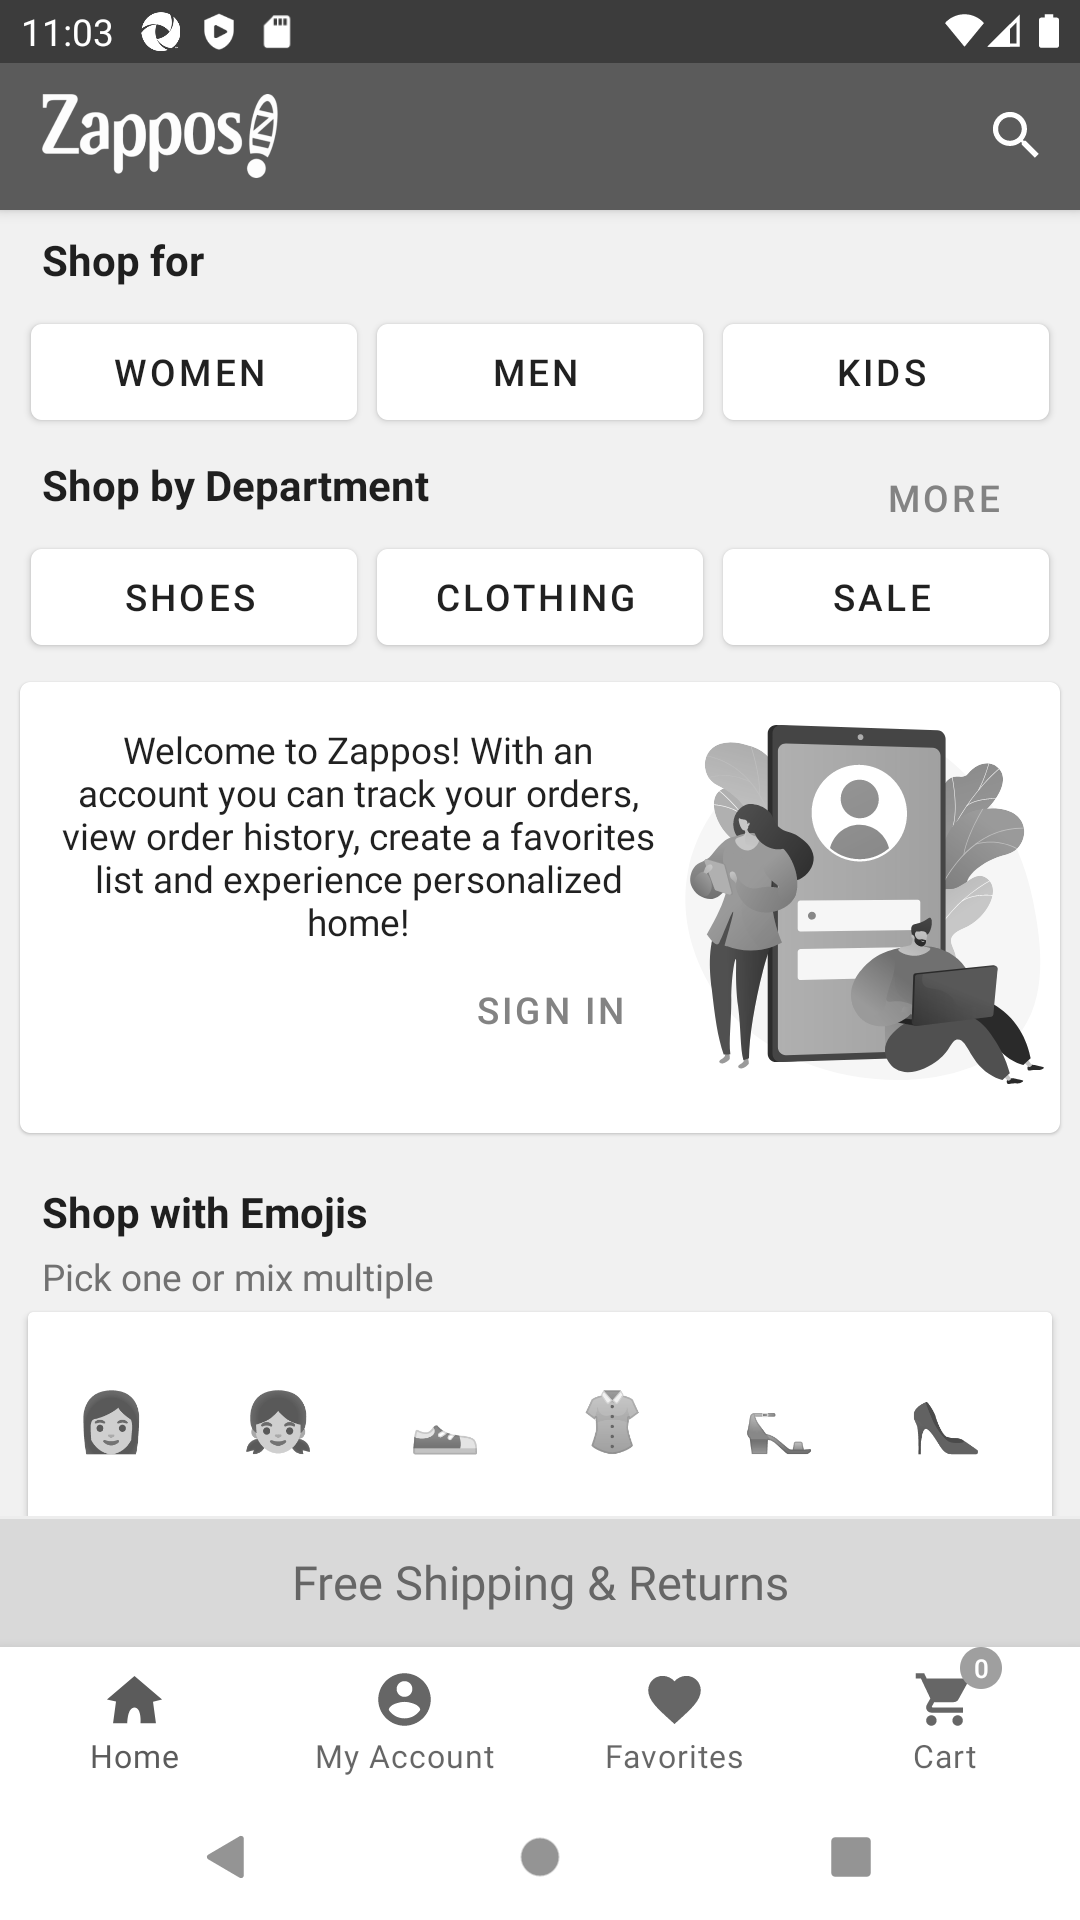 11:03
Zappos
Shop for
WOMEN MEN KIDS
Shop by Department MORE
SHOES CLOTHING SALE
Welcome to Zappos! With an
account you can track your orders,
view order history, create a favorites
list and experience personalized
home!
SIGN IN
Shop with Emojis
Pick one or mix multiple
Free Shipping & Returns
0
Home My Account Favorites Cart